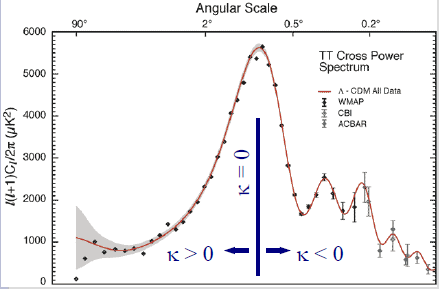 Angular Scale
90° 2° 0.5° 0.2°
6000
5000
4000
3000
2000
1000
0
l(l+1)Cl/2π (μK²)
TT Cross Power
Spectrum
Λ - CDM All Data
WMAP
CBI
ACBAR
κ = 0
κ > 0
κ < 0